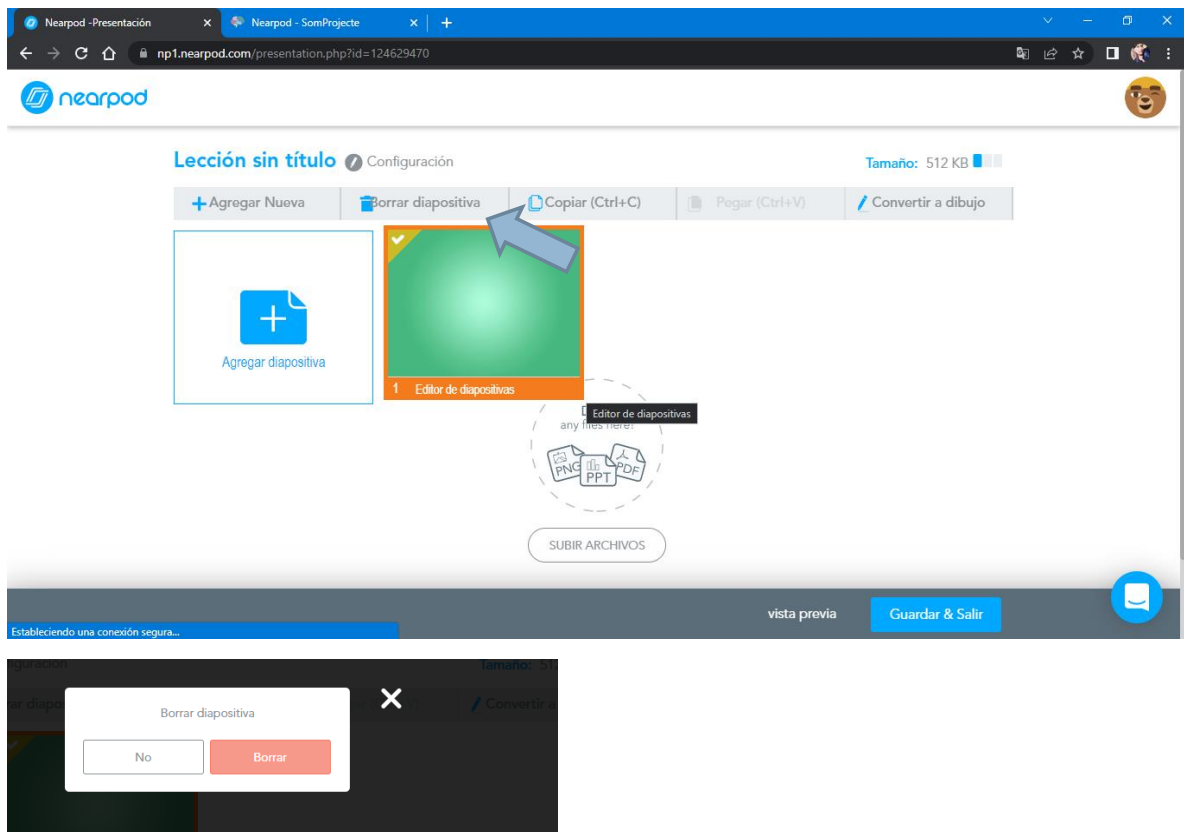 Nearpod -Presentación
Nearpod - SomProjecte
np1.nearpod.com/presentation.php?id=124629470
nearpod
Lección sin título Configuración Tamaño: 512 KB
Agregar Nueva Borrar diapositiva Copiar (Ctrl+C) Pegar (Ctrl+V) Convertir a dibujo
Agregar diapositiva
1 Editor de diapositivas
Editor de diapositivas
any files here!
PNG PPT PDF
SUBIR ARCHIVOS
vista previa Guardar & Salir
Estableciendo una conexión segura...
Tamaño:
Convertir a
Borrar diapositiva
No Borrar